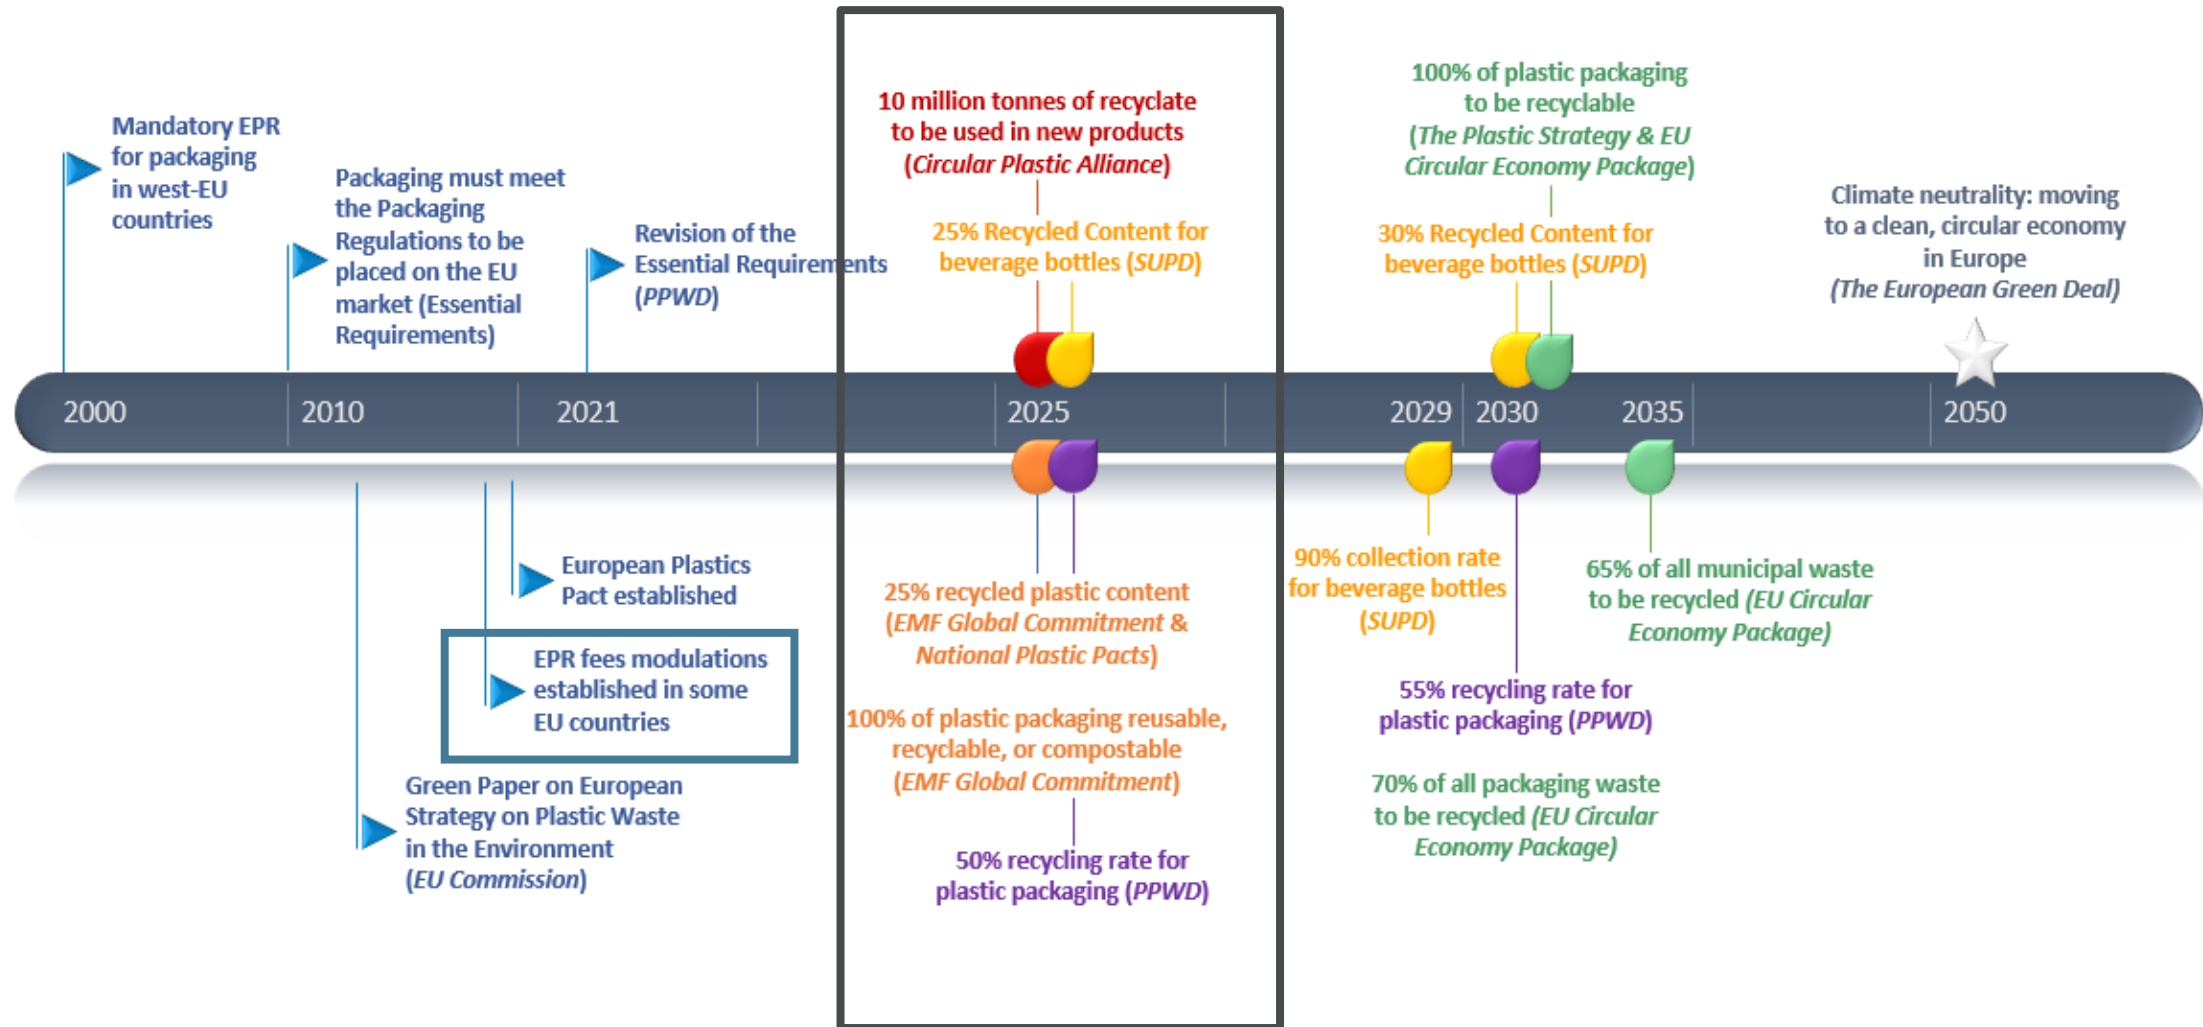 Mandatory EPR
for packaging
in west-EU
countries
Packaging must meet
the Packaging
Regulations to be
placed on the EU
market (Essential
Requirements)
Revision of the
Essential Requirements
(PPWD)
10 million tonnes of recyclate
to be used in new products
(Circular Plastic Alliance)
25% Recycled Content for
beverage bottles (SUPD)
100% of plastic packaging
to be recyclable
(The Plastic Strategy & EU
Circular Economy Package)
30% Recycled Content for
beverage bottles (SUPD)
Climate neutrality: moving
to a clean, circular economy
in Europe
(The European Green Deal)
2000
2010
2021
2025
2029
2030
2035
2050
European Plastics
Pact established
EPR fees modulations
established in some
EU countries
Green Paper on European
Strategy on Plastic Waste
in the Environment
(EU Commission)
25% recycled plastic content
(EMF Global Commitment &
National Plastic Pacts)
100% of plastic packaging reusable,
recyclable, or compostable
(EMF Global Commitment)
50% recycling rate for
plastic packaging (PPWD)
90% collection rate
for beverage bottles
(SUPD)
55% recycling rate for
plastic packaging (PPWD)
70% of all packaging waste
to be recycled (EU Circular
Economy Package)
65% of all municipal waste
to be recycled (EU Circular
Economy Package)